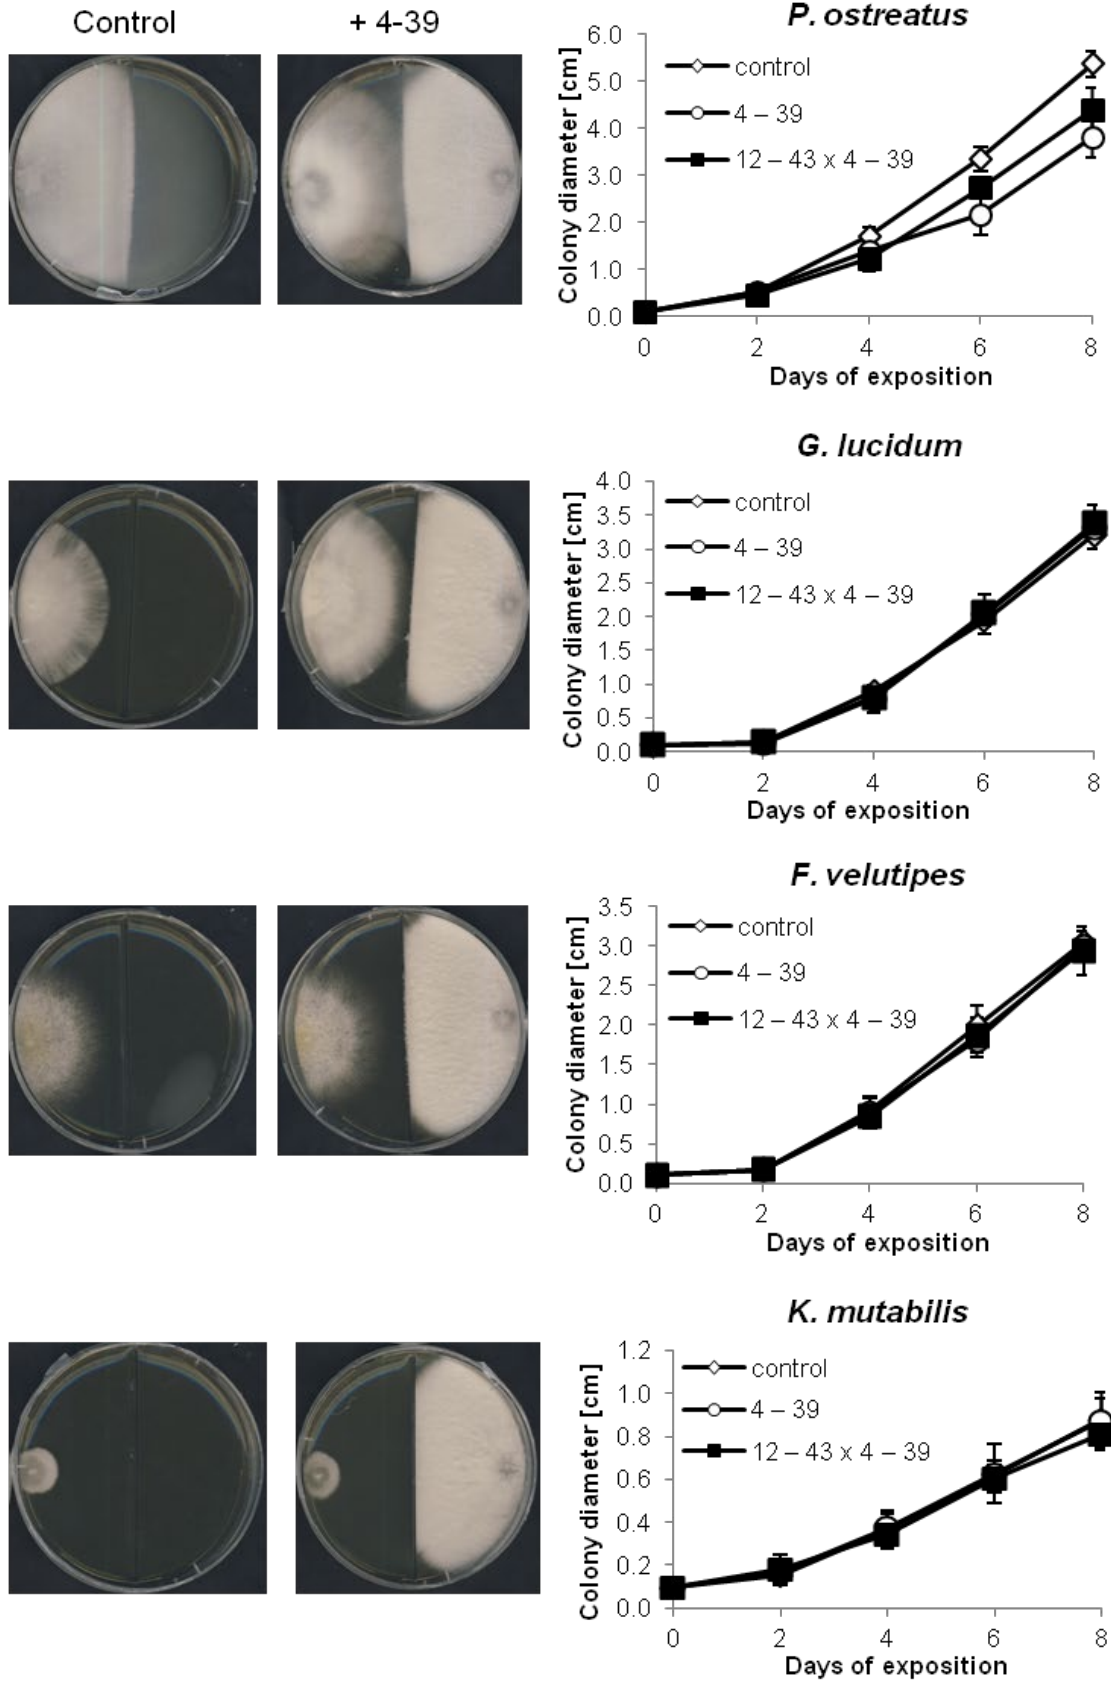 Control
+ 4-39
P. ostreatus
6.0
5.0
4.0
3.0
2.0
1.0
0.0
Colony diameter [cm]
control
4 – 39
12 – 43 x 4 – 39
0 2 4 6 8
Days of exposition
G. lucidum
4.0
3.5
3.0
2.5
2.0
1.5
1.0
0.5
0.0
Colony diameter [cm]
control
4 – 39
12 – 43 x 4 – 39
0 2 4 6 8
Days of exposition
F. velutipes
3.5
3.0
2.5
2.0
1.5
1.0
0.5
0.0
Colony diameter [cm]
control
4 – 39
12 – 43 x 4 – 39
0 2 4 6 8
Days of exposition
K. mutabilis
1.2
1.0
0.8
0.6
0.4
0.2
0.0
Colony diameter [cm]
control
4 – 39
12 – 43 x 4 – 39
0 2 4 6 8
Days of exposition